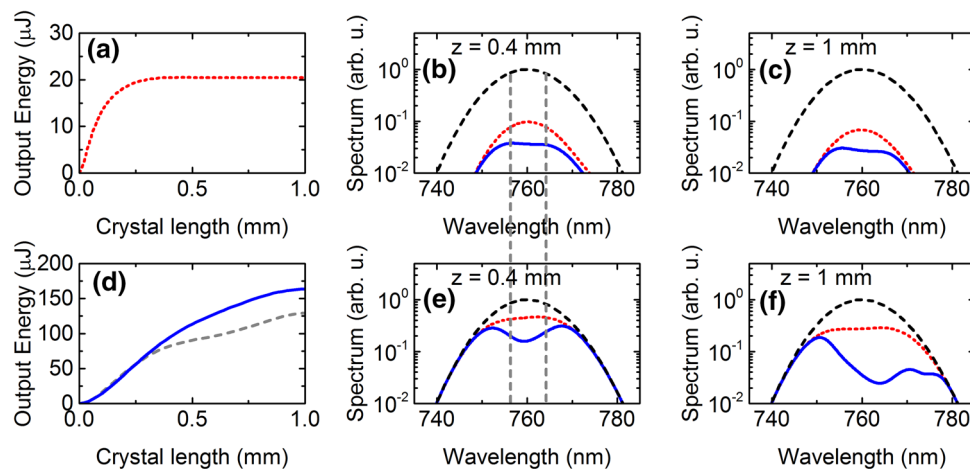 (a)
Output Energy (μJ)
30
20
10
0
0.0
0.5
1.0
Crystal length (mm)
(b)
z = 0.4 mm
Spectrum (arb. u.)
10^0
10^-1
10^-2
740
760
780
Wavelength (nm)
(c)
z = 1 mm
Spectrum (arb. u.)
10^0
10^-1
10^-2
740
760
780
Wavelength (nm)
(d)
Output Energy (μJ)
200
150
100
50
0
0.0
0.5
1.0
Crystal length (mm)
(e)
z = 0.4 mm
Spectrum (arb. u.)
10^0
10^-1
10^-2
740
760
780
Wavelength (nm)
(f)
z = 1 mm
Spectrum (arb. u.)
10^0
10^-1
10^-2
740
760
780
Wavelength (nm)